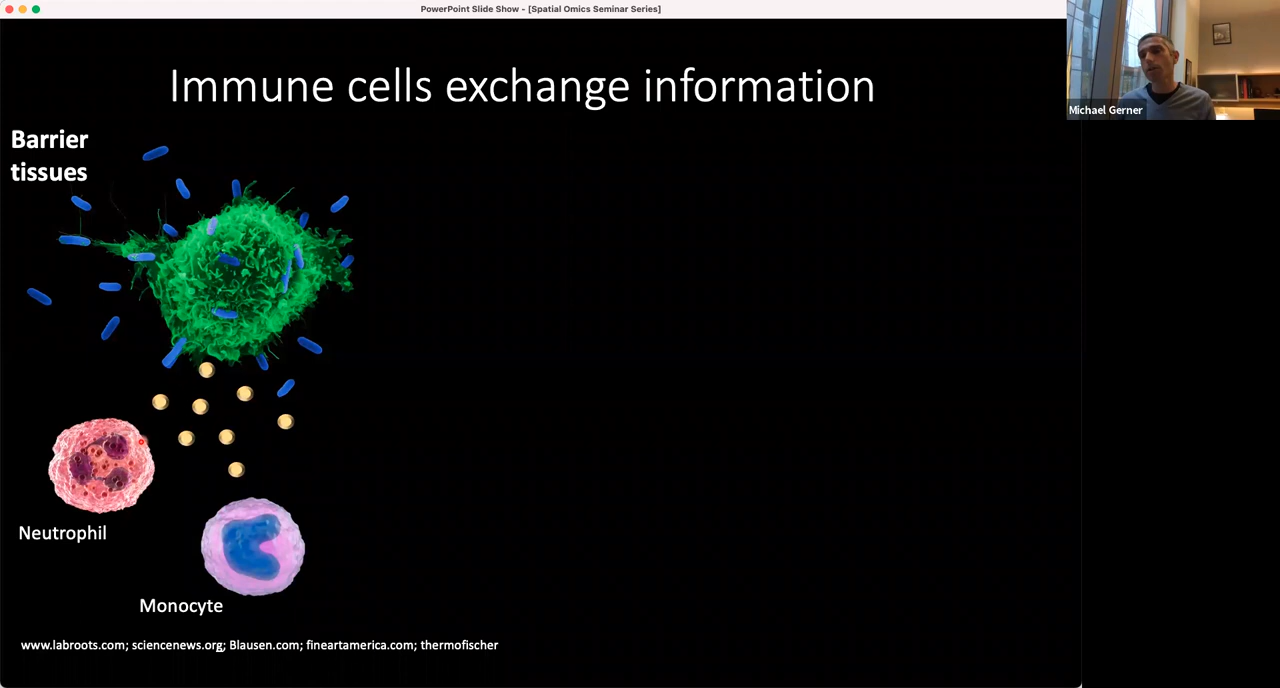 PowerPoint Slide Show - [Spatial Omics Seminar Series]
Immune cells exchange information
Michael Gerner
Barrier
tissues
Neutrophil
Monocyte
www.labroots.com; sciencenews.org; Blausen.com; fineartamerica.com; thermofischer